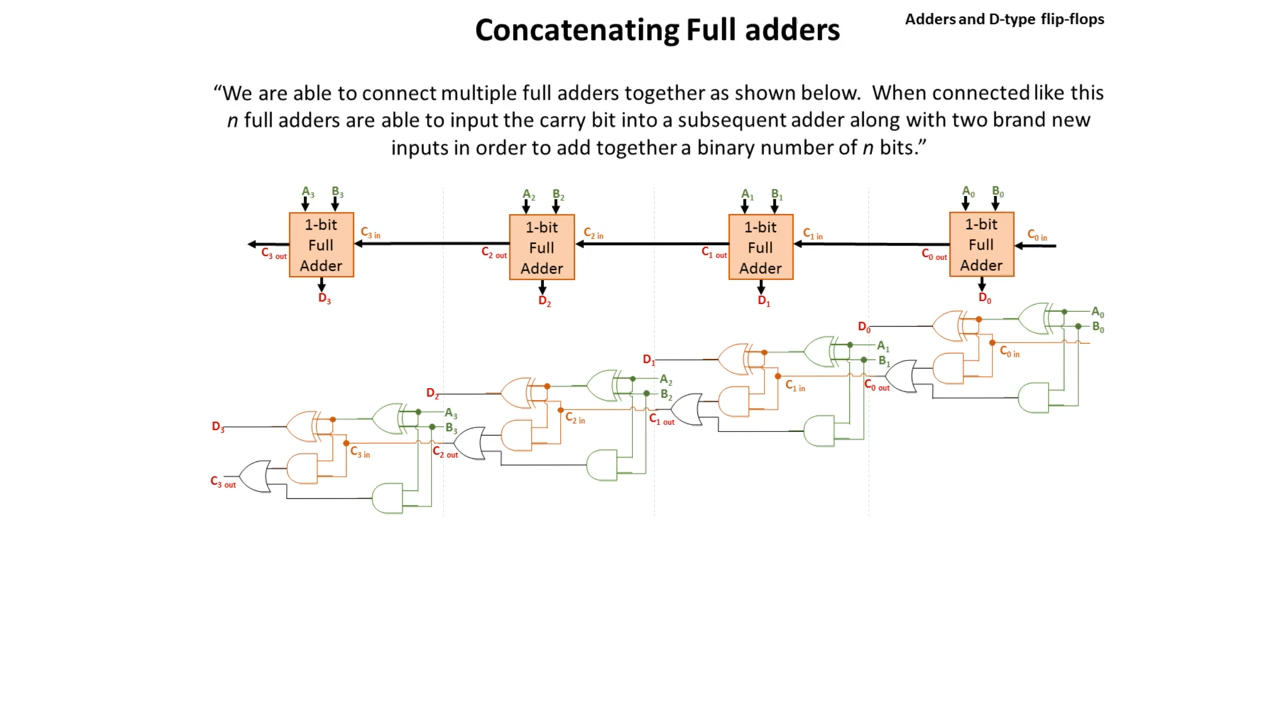 Concatenating Full adders
Adders and D-type flip-flops
“We are able to connect multiple full adders together as shown below.  When connected like this
n full adders are able to input the carry bit into a subsequent adder along with two brand new
inputs in order to add together a binary number of n bits.”
A3 B3 A2 B2 A1 B1 A0 B0
1-bit 1-bit 1-bit 1-bit
Full Full Full Full
Adder Adder Adder Adder
C3 in C2 in C1 in C0 in
C3 out C2 out C1 out C0 out
D3 D2 D1 D0
D0 A0
B0
C0 in
D1 A1
B1
C1 in C0 out
D2 A2
B2
C2 in C1 out
D3 A3
B3
C3 in C2 out
C3 out